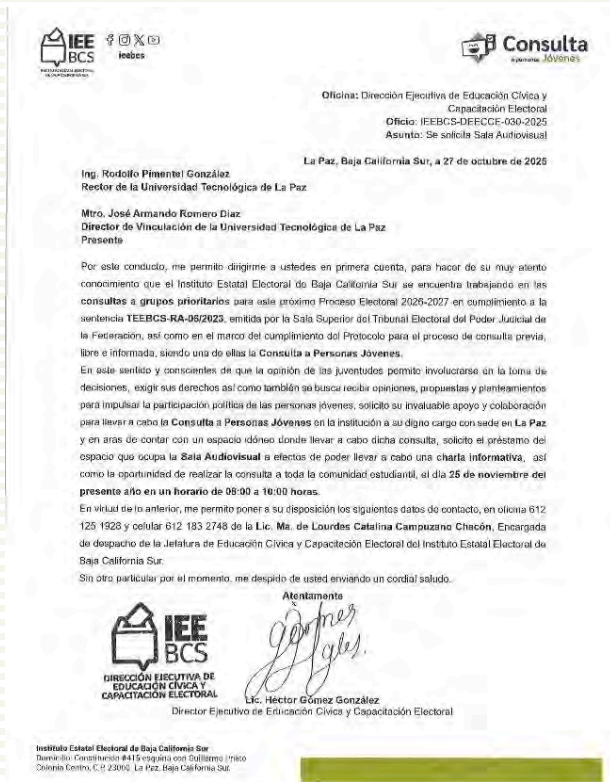 IEE
BCS
INSTITUTO ESTATAL ELECTORAL
DE BAJA CALIFORNIA SUR
ieebcs
Consulta
a personas Jóvenes
Oficina: Dirección Ejecutiva de Educación Cívica y
Capacitación Electoral
Oficio: IEEBCS-DEECCE-030-2025
Asunto: Se solicita Sala Audiovisual
La Paz, Baja California Sur, a 27 de octubre de 2025
Ing. Rodolfo Pimentel González
Rector de la Universidad Tecnológica de La Paz
Mtro. José Armando Romero Díaz
Director de Vinculación de la Universidad Tecnológica de La Paz
Presente
Por este conducto, me permito dirigirme a ustedes en primera cuenta, para hacer de su muy atento
conocimiento que el Instituto Estatal Electoral de Baja California Sur se encuentra trabajando en las
consultas a grupos prioritarios para este próximo Proceso Electoral 2026-2027 en cumplimiento a la
sentencia TEEBCS-RA-06/2023, emitida por la Sala Superior del Tribunal Electoral del Poder Judicial de
la Federación, así como en el marco del cumplimiento del Protocolo para el proceso de consulta previa,
libre e informada, siendo una de ellas la Consulta a Personas Jóvenes.
En este sentido y conscientes de que la opinión de las juventudes permite involucrarse en la toma de
decisiones, exigir sus derechos así como también se busca recibir opiniones, propuestas y planteamientos
para impulsar la participación política de las personas jóvenes, solicito su invaluable apoyo y colaboración
para llevar a cabo la Consulta a Personas Jóvenes en la institución a su digno cargo con sede en La Paz
y en aras de contar con un espacio idóneo donde llevar a cabo dicha consulta, solicito el préstamo del
espacio que ocupa la Sala Audiovisual a efectos de poder llevar a cabo una charla informativa, así
como la oportunidad de realizar la consulta a toda la comunidad estudiantil, el día 25 de noviembre del
presente año en un horario de 08:00 a 16:00 horas.
En virtud de lo anterior, me permito poner a su disposición los siguientes datos de contacto, en oficina 612
125 1928 y celular 612 183 2748 de la Lic. Ma. de Lourdes Catalina Campuzano Chacón, Encargada
de despacho de la Jefatura de Educación Cívica y Capacitación Electoral del Instituto Estatal Electoral de
Baja California Sur.
Sin otro particular por el momento, me despido de usted enviando un cordial saludo.
Atentamente
IEE
BCS
DIRECCIÓN EJECUTIVA DE
EDUCACIÓN CÍVICA Y
CAPACITACIÓN ELECTORAL
Lic. Héctor Gómez González
Director Ejecutivo de Educación Cívica y Capacitación Electoral
Instituto Estatal Electoral de Baja California Sur
Domicilio: Constitución #415 esquina con Guillermo Prieto
Colonia Centro, C.P. 23000, La Paz, Baja California Sur.